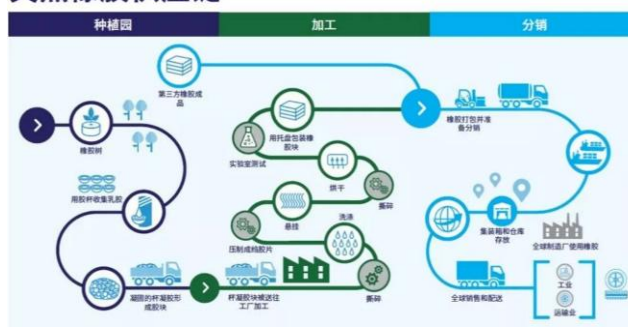 种植园
加工
分销
第三方橡胶成
品
橡胶树
用胶杯收集乳胶
凝固的杯凝胶形
成胶块
杯凝胶块被送往
工厂加工
撕碎
洗涤
压制成绉胶片
悬挂
撕碎
烘干
实验室测试
用托盘包装橡
胶块
橡胶打包并准
备分销
集装箱和仓库
存放
全球制造厂使用橡胶
全球销售和配送
工业
运输业